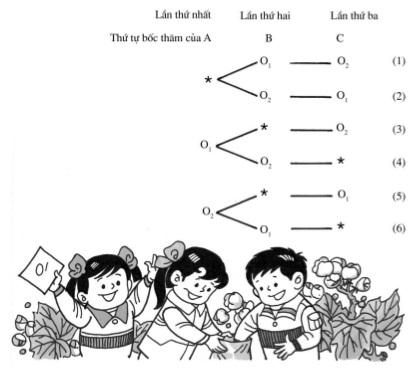 Lần thứ nhất Lần thứ hai Lần thứ ba
Thứ tự bốc thăm của A B C
O₁ O₂ (1)
*
O₂ O₁ (2)
* O₂ (3)
O₁
O₂ * (4)
* O₁ (5)
O₂
O₁ * (6)
O!